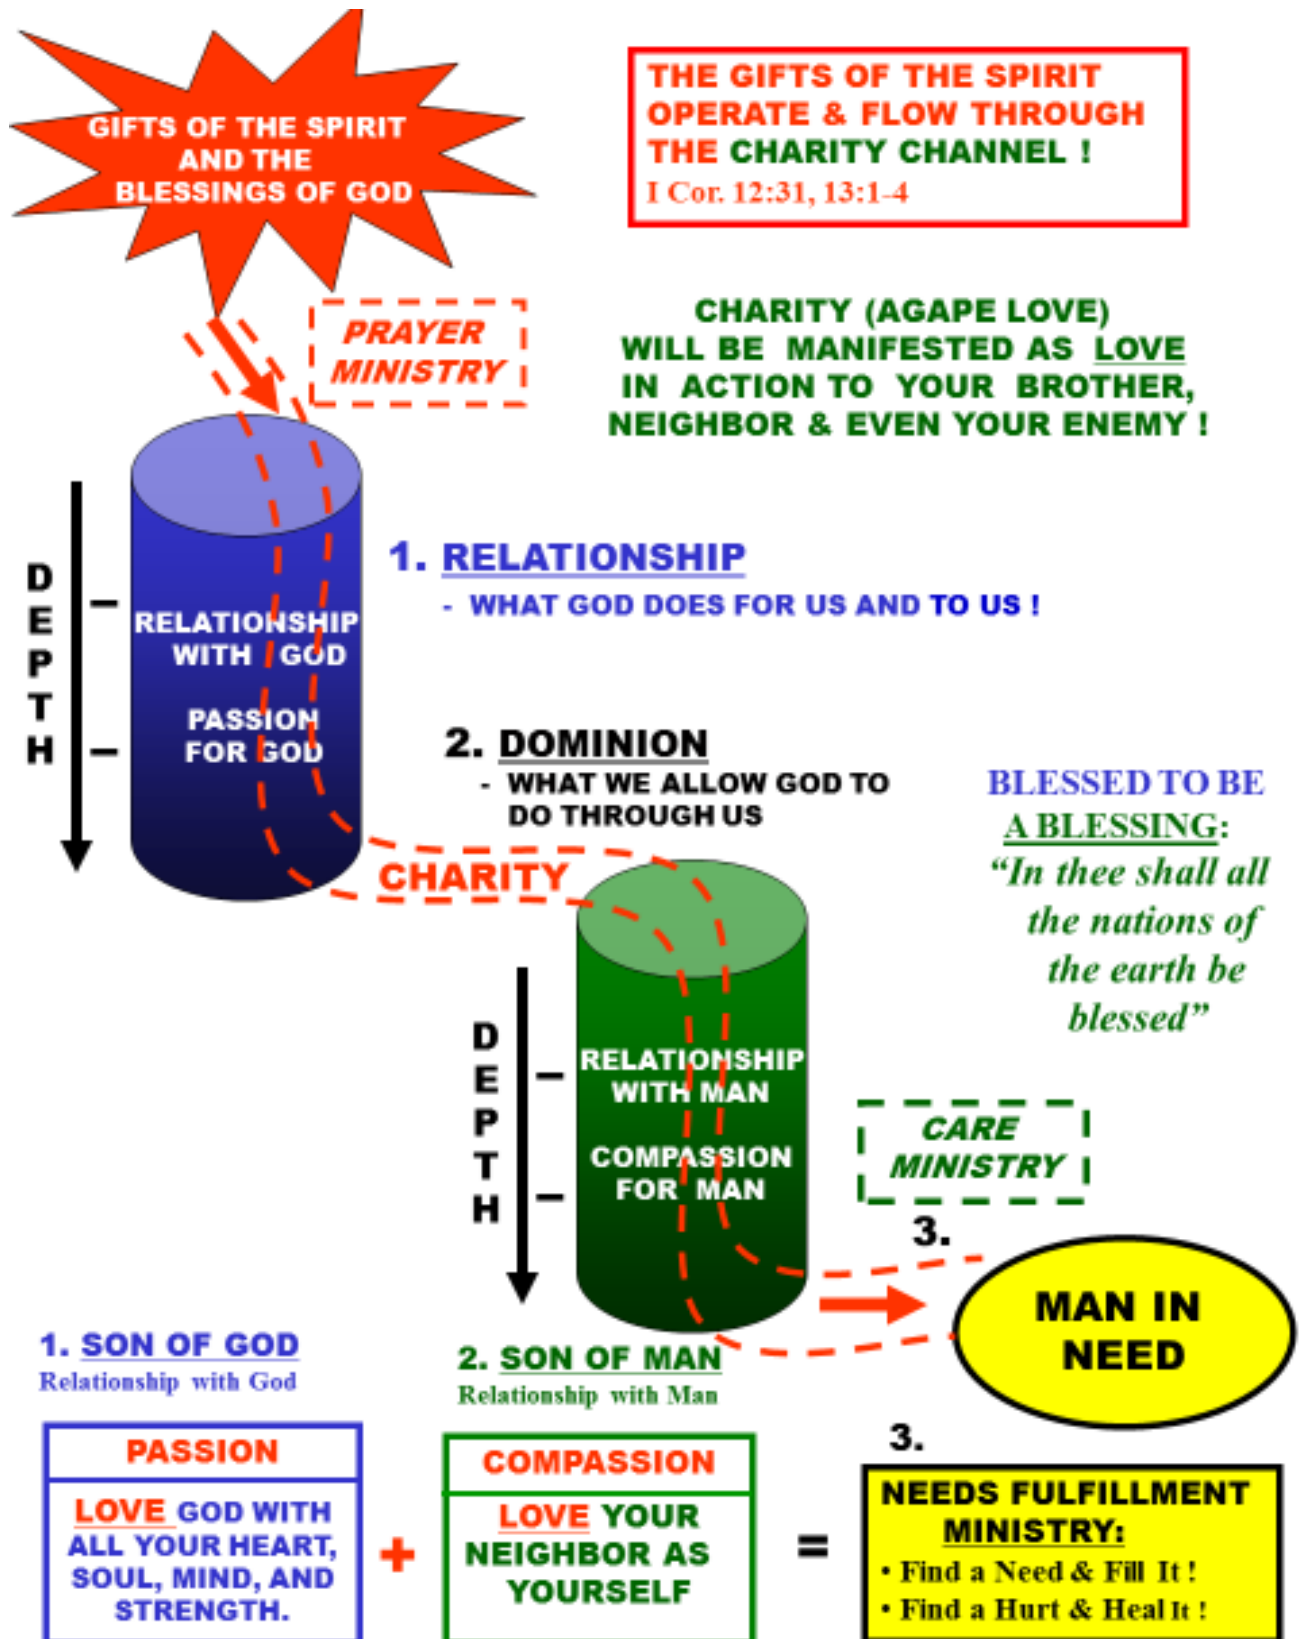 GIFTS OF THE SPIRIT
AND THE
BLESSINGS OF GOD
THE GIFTS OF THE SPIRIT
OPERATE & FLOW THROUGH
THE CHARITY CHANNEL !
I Cor. 12:31, 13:1-4
PRAYER
MINISTRY
CHARITY (AGAPE LOVE)
WILL BE MANIFESTED AS LOVE
IN ACTION TO YOUR BROTHER,
NEIGHBOR & EVEN YOUR ENEMY !
DEPTH
RELATIONSHIP
WITH GOD
PASSION
FOR GOD
1. RELATIONSHIP
- WHAT GOD DOES FOR US AND TO US !
2. DOMINION
- WHAT WE ALLOW GOD TO
DO THROUGH US
BLESSED TO BE
A BLESSING:
“In thee shall all
the nations of
the earth be
blessed”
CHARITY
DEPTH
RELATIONSHIP
WITH MAN
COMPASSION
FOR MAN
CARE
MINISTRY
3.
MAN IN
NEED
1. SON OF GOD
Relationship with God
2. SON OF MAN
Relationship with Man
PASSION
LOVE GOD WITH
ALL YOUR HEART,
SOUL, MIND, AND
STRENGTH.
+
COMPASSION
LOVE YOUR
NEIGHBOR AS
YOURSELF
=
3.
NEEDS FULFILLMENT
MINISTRY:
• Find a Need & Fill It !
• Find a Hurt & Heal It !